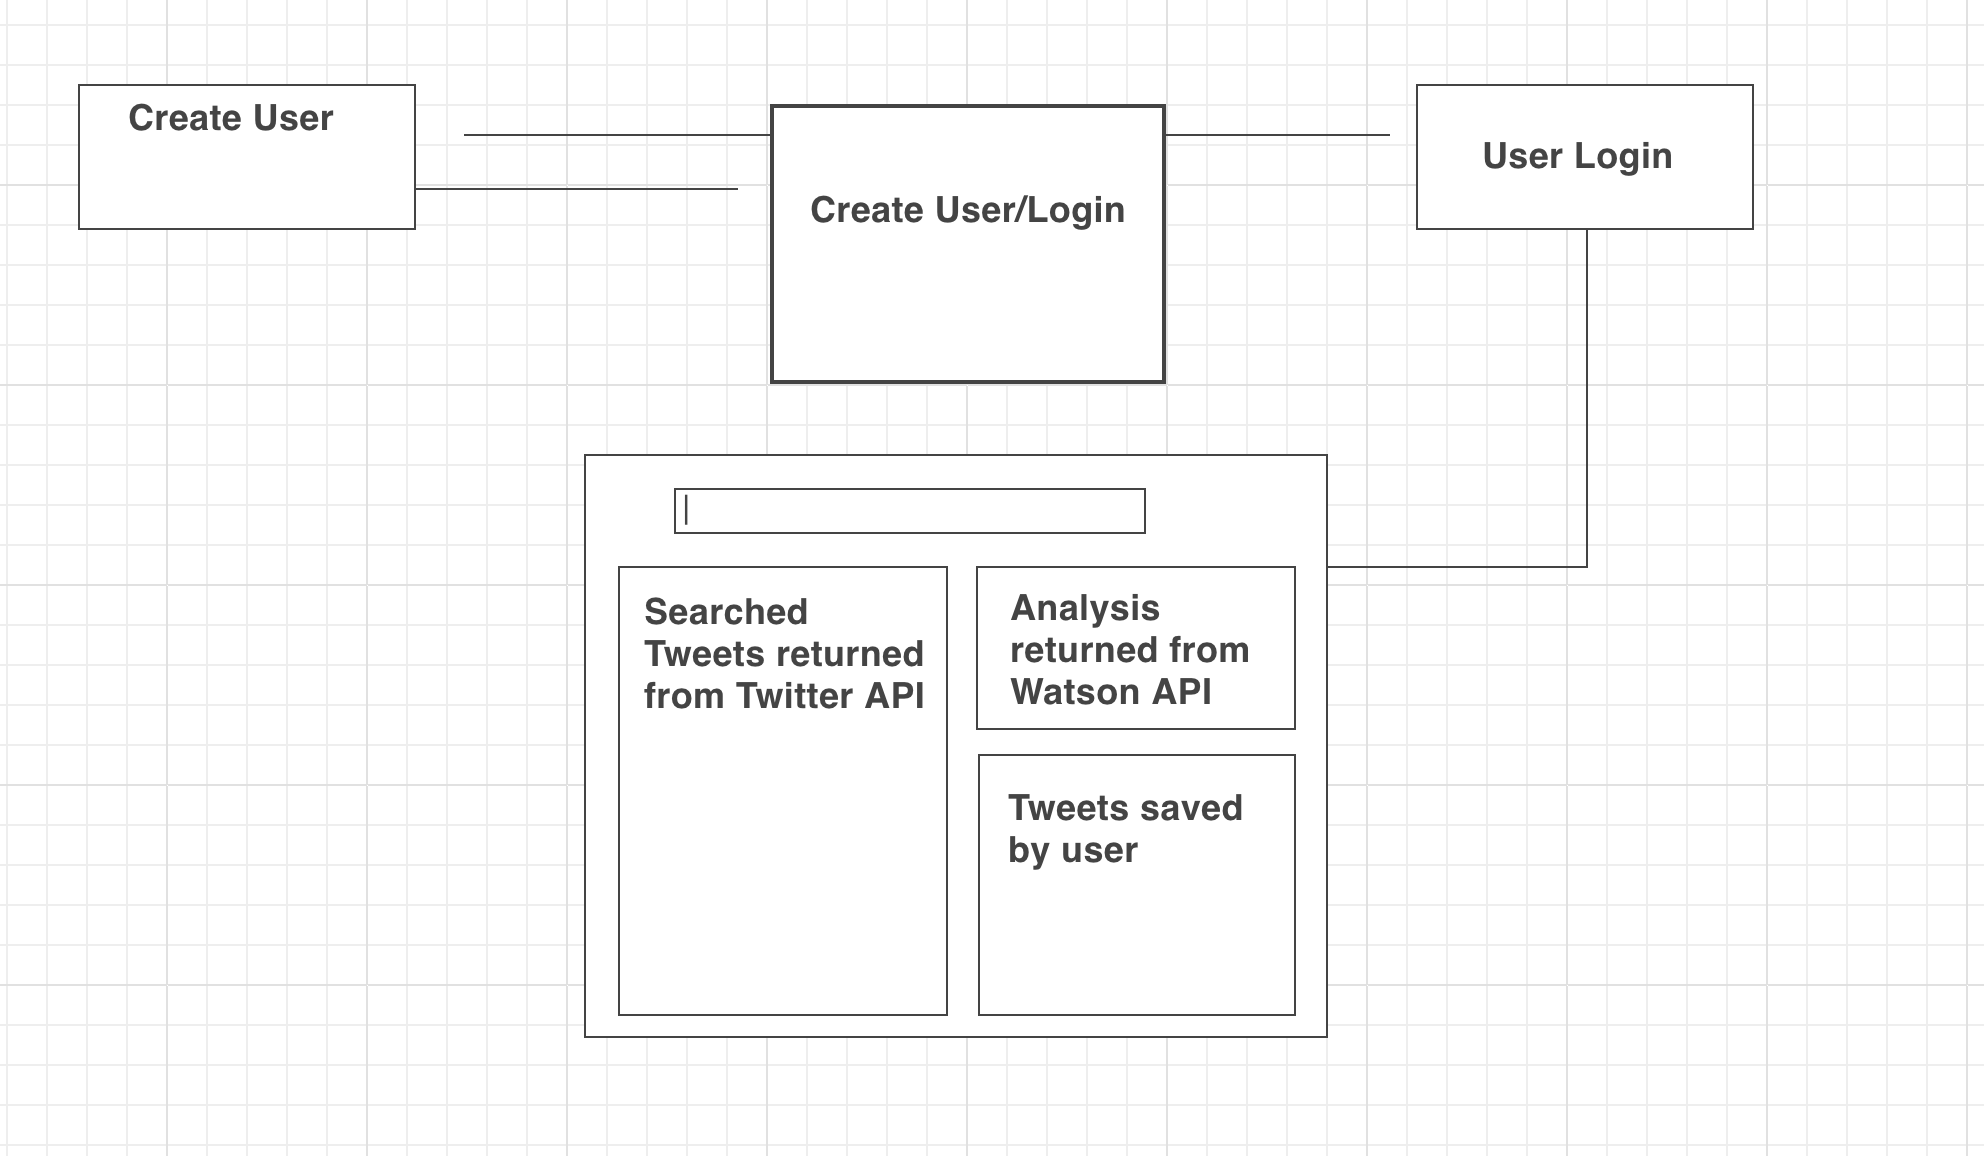 Create User
Create User/Login
User Login
Searched
Tweets returned
from Twitter API
Analysis
returned from
Watson API
Tweets saved
by user